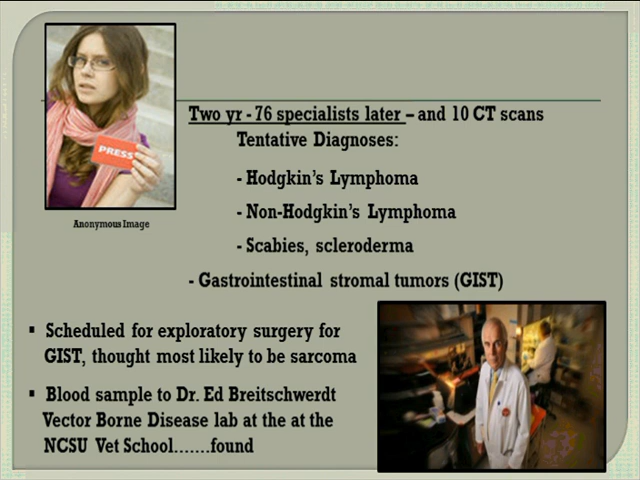 PRESS
Two yr - 76 specialists later – and 10 CT scans
Tentative Diagnoses:
- Hodgkin's Lymphoma
Anonymous Image
- Non-Hodgkin's Lymphoma
- Scabies, scleroderma
- Gastrointestinal stromal tumors (GIST)
▪ Scheduled for exploratory surgery for
GIST, thought most likely to be sarcoma
▪ Blood sample to Dr. Ed Breitschwerdt
Vector Borne Disease lab at the at the
NCSU Vet School.......found